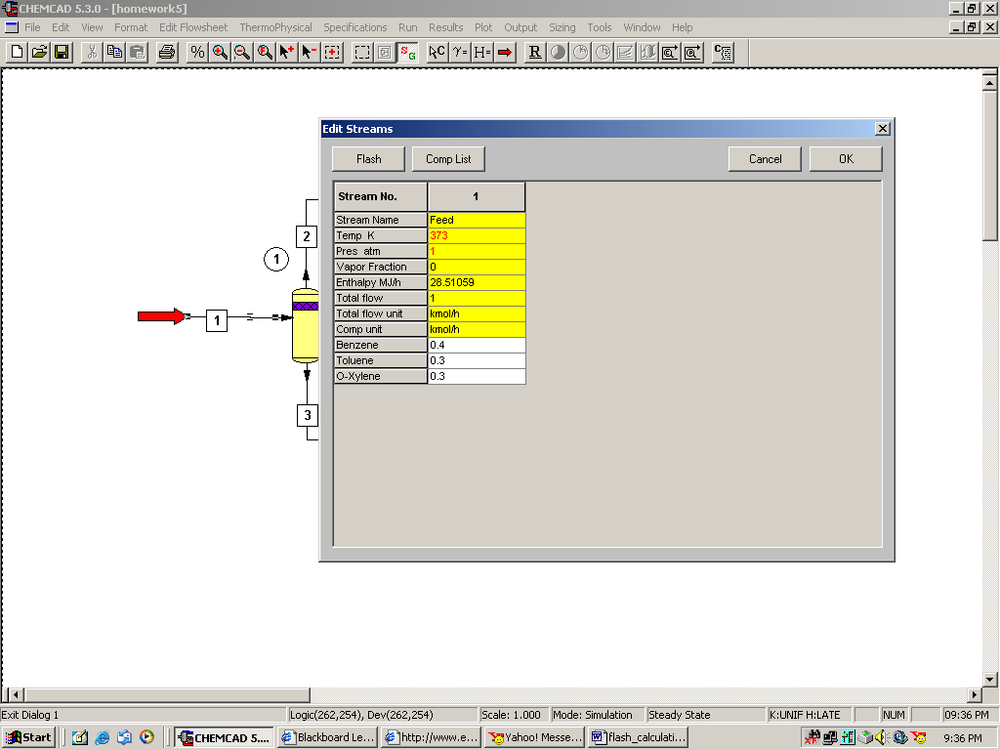 CHEMCAD 5.3.0 - [homework5]
File Edit View Format Edit Flowsheet ThermoPhysical Specifications Run Results Plot Output Sizing Tools Window Help
% S G C γ= H= R C
Edit Streams
Flash Comp List Cancel OK
Stream No. 1
Stream Name Feed
Temp K 373
Pres atm 1
Vapor Fraction 0
Enthalpy MJ/h 28.51059
Total flow 1
Total flow unit kmol/h
Comp unit kmol/h
Benzene 0.4
Toluene 0.3
O-Xylene 0.3
2
1
1
3
Exit Dialog 1 Logic(262,254), Dev(262,254) Scale: 1.000 Mode: Simulation Steady State K:UNIF H:LATE NUM 09:36 PM
Start CHEMCAD 5.... Blackboard Le... http://www.e... Yahoo! Messe... flash_calculati... 9:36 PM